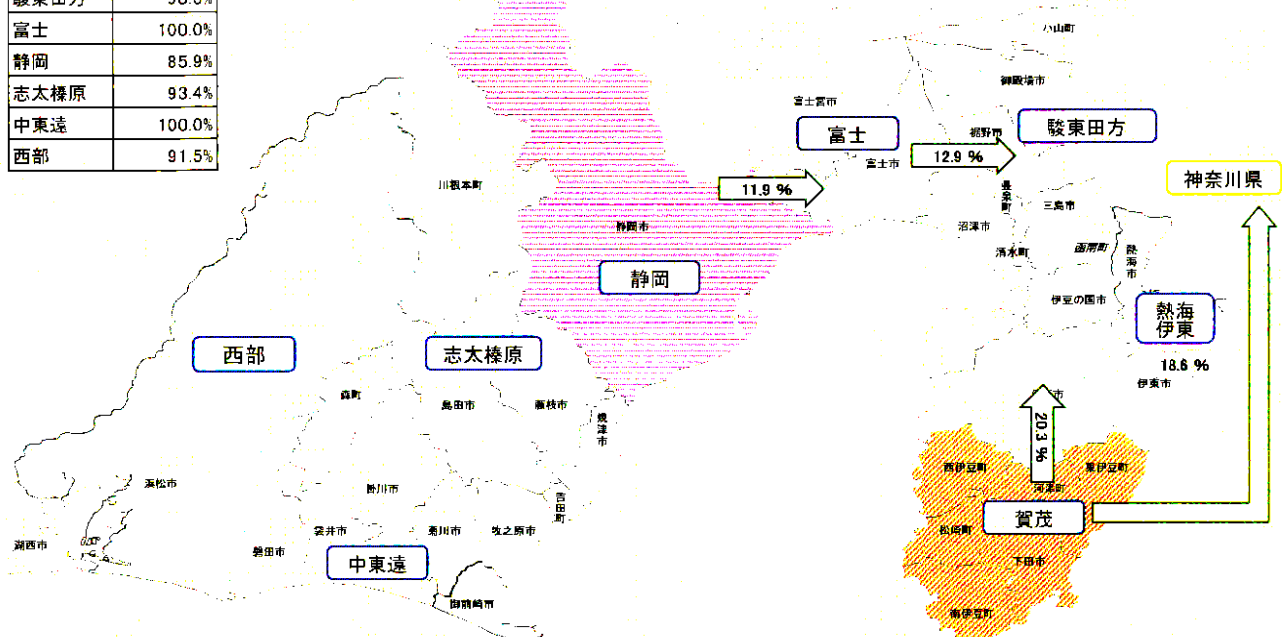 富士 100.0%
静岡 85.9%
志太榛原 93.4%
中東遠 100.0%
西部 91.5%
小山町
御殿場市
富士宮市
富士
裾野市
駿東田方
12.9 %
富士市
神奈川県
川根本町
11.9 %
長泉町
三島市
静岡市
沼津市
清水町
函南町
熱海市
静岡
伊豆の国市
熱海
伊東
西部
志太榛原
18.6 %
伊東市
森町
島田市
藤枝市
焼津市
20.3 %
西伊豆町
東伊豆町
浜松市
掛川市
吉田町
河津町
賀茂
松崎町
湖西市
磐田市
袋井市
菊川市
牧之原市
中東遠
下田市
御前崎市
南伊豆町